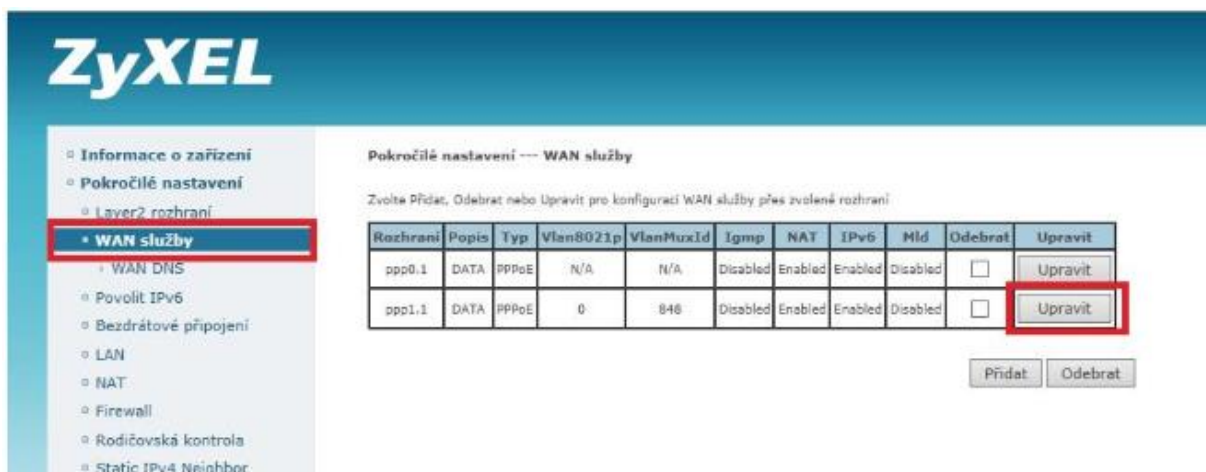 ZyXEL
Informace o zařízení
Pokročilé nastavení
Layer2 rozhraní
WAN služby
WAN DNS
Povolit IPv6
Bezdrátové připojení
LAN
NAT
Firewall
Rodičovská kontrola
Static IPv4 Neighbor
Pokročilé nastavení --- WAN služby
Zvolte Přidat, Odebrat nebo Upravit pro konfiguraci WAN služby přes zvolené rozhraní
Rozhraní Popis Typ Vlan8021p VlanMuxId Igmp NAT IPv6 Mld Odebrat Upravit
ppp0.1 DATA PPPoE N/A N/A Disabled Enabled Enabled Disabled Upravit
ppp1.1 DATA PPPoE 0 848 Disabled Enabled Enabled Disabled Upravit
Přidat Odebrat